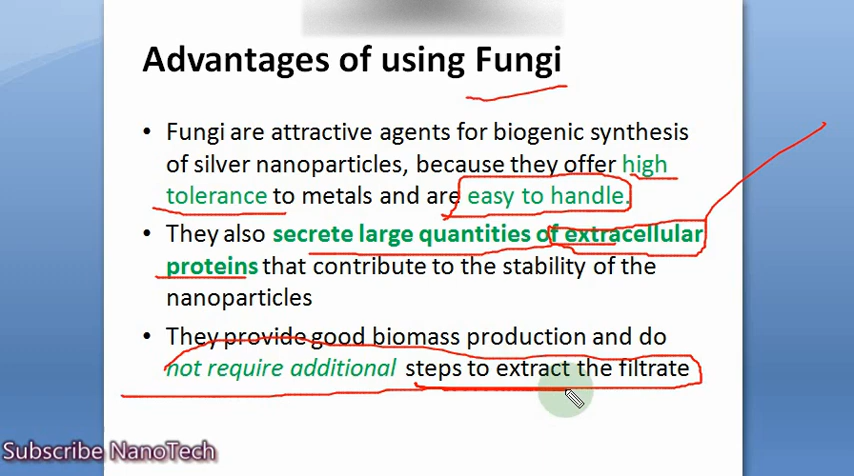 Advantages of using Fungi
• Fungi are attractive agents for biogenic synthesis
of silver nanoparticles, because they offer high
tolerance to metals and are easy to handle.
• They also secrete large quantities of extracellular
proteins that contribute to the stability of the
nanoparticles
• They provide good biomass production and do
not require additional steps to extract the filtrate
Subscribe NanoTech